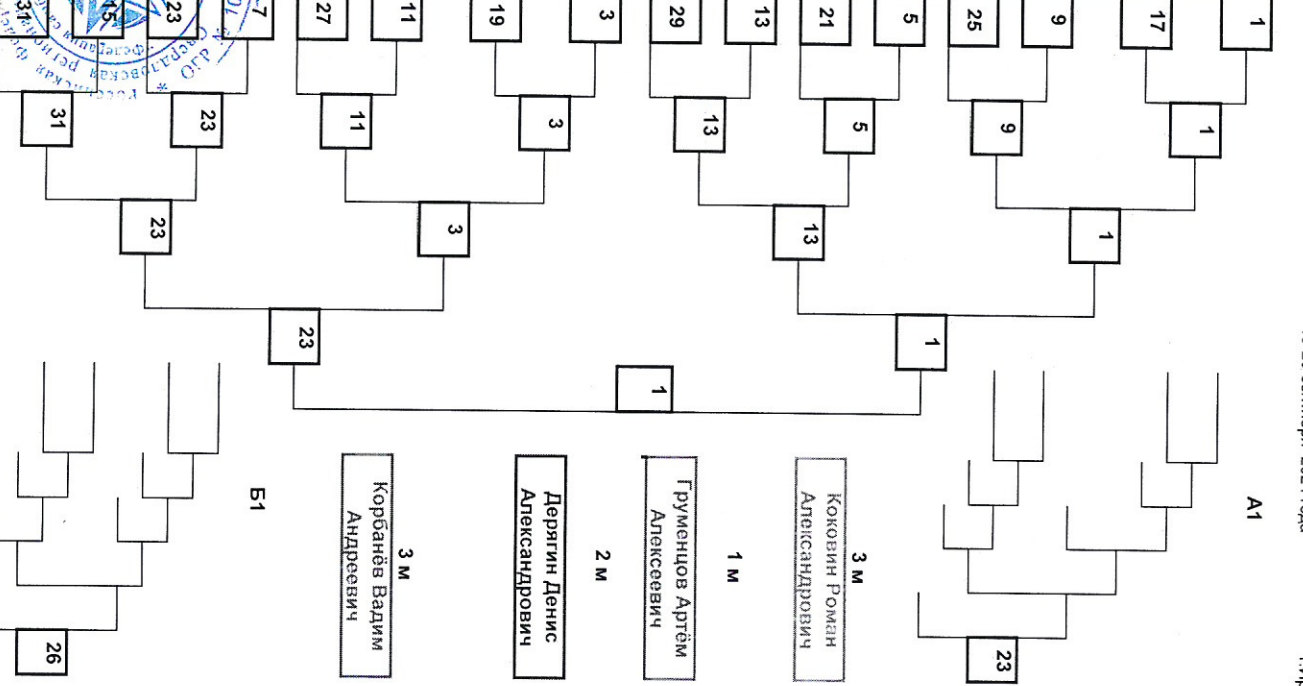 1
А1
1
17
1
9
9
23
25
1
5
5
3 м
Коковин Роман
Александрович
21
13
13
1 м
13
29
1
Груменцов Артём
Алексеевич
3
2 м
3
Дерягин Денис
Александрович
19
3
11
3 м
11
Корбанёв Вадим
Андреевич
27
23
7
Б1
23
23
23
15
31
26
31